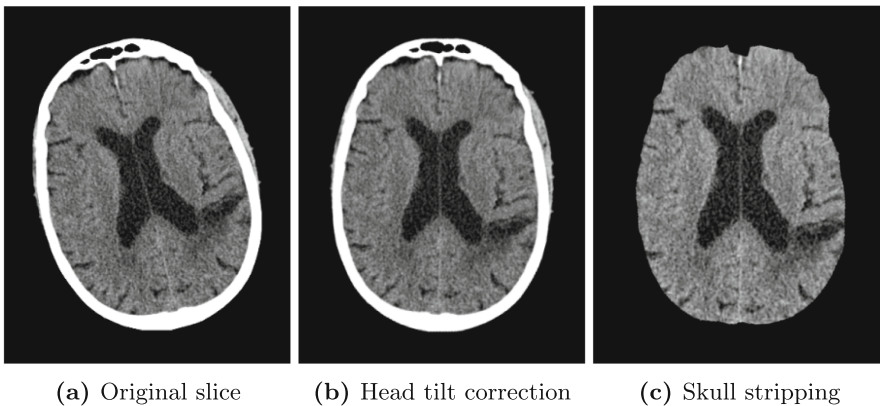 (a) Original slice
(b) Head tilt correction
(c) Skull stripping